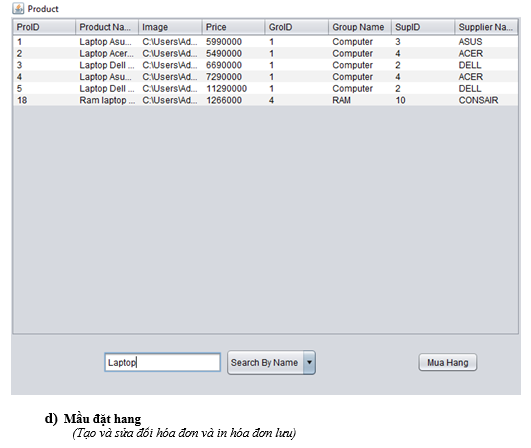 Product
ProID Product Na... Image Price GroID Group Name SupID Supplier Na...
1 Laptop Asu... C:\Users\Ad... 5990000 1 Computer 3 ASUS
2 Laptop Acer... C:\Users\Ad... 5490000 1 Computer 4 ACER
3 Laptop Dell ... C:\Users\Ad... 6690000 1 Computer 2 DELL
4 Laptop Asu... C:\Users\Ad... 7290000 1 Computer 4 ACER
5 Laptop Dell ... C:\Users\Ad... 11290000 1 Computer 2 DELL
18 Ram laptop ... C:\Users\Ad... 1266000 4 RAM 10 CONSAIR
Laptop Search By Name Mua Hang
d) Mầu đặt hang
(Tạo và sửa đổi hóa đơn và in hóa đơn lưu)